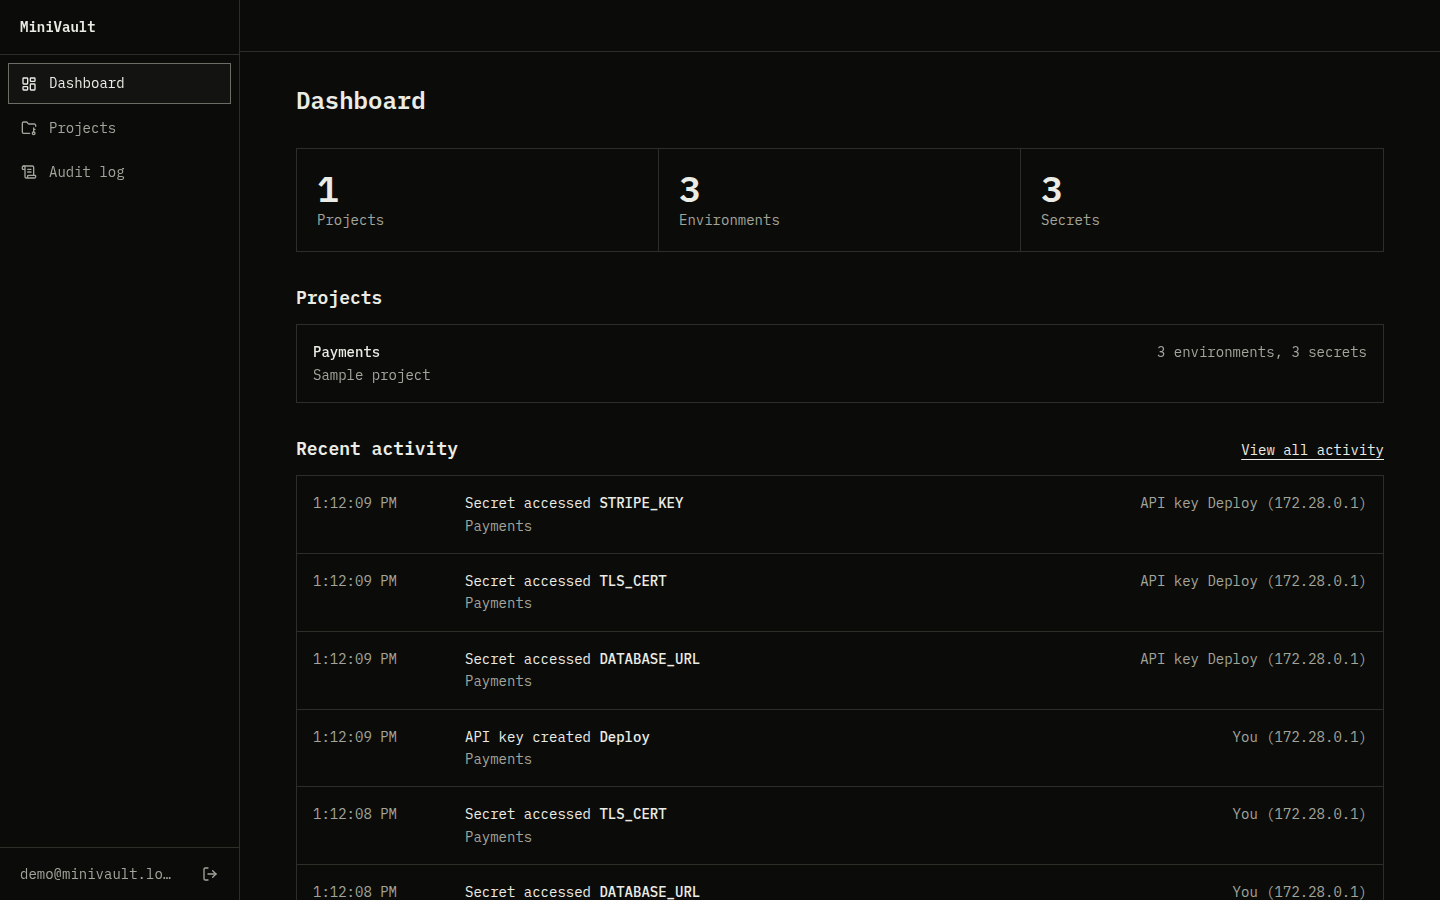 MiniVault
Dashboard
Projects
Audit log
demo@minivault.lo…
Dashboard
1
Projects
3
Environments
3
Secrets
Projects
Payments
3 environments, 3 secrets
Sample project
Recent activity
View all activity
1:12:09 PM Secret accessed STRIPE_KEY API key Deploy (172.28.0.1)
Payments
1:12:09 PM Secret accessed TLS_CERT API key Deploy (172.28.0.1)
Payments
1:12:09 PM Secret accessed DATABASE_URL API key Deploy (172.28.0.1)
Payments
1:12:09 PM API key created Deploy You (172.28.0.1)
Payments
1:12:08 PM Secret accessed TLS_CERT You (172.28.0.1)
Payments
1:12:08 PM Secret accessed DATABASE_URL You (172.28.0.1)